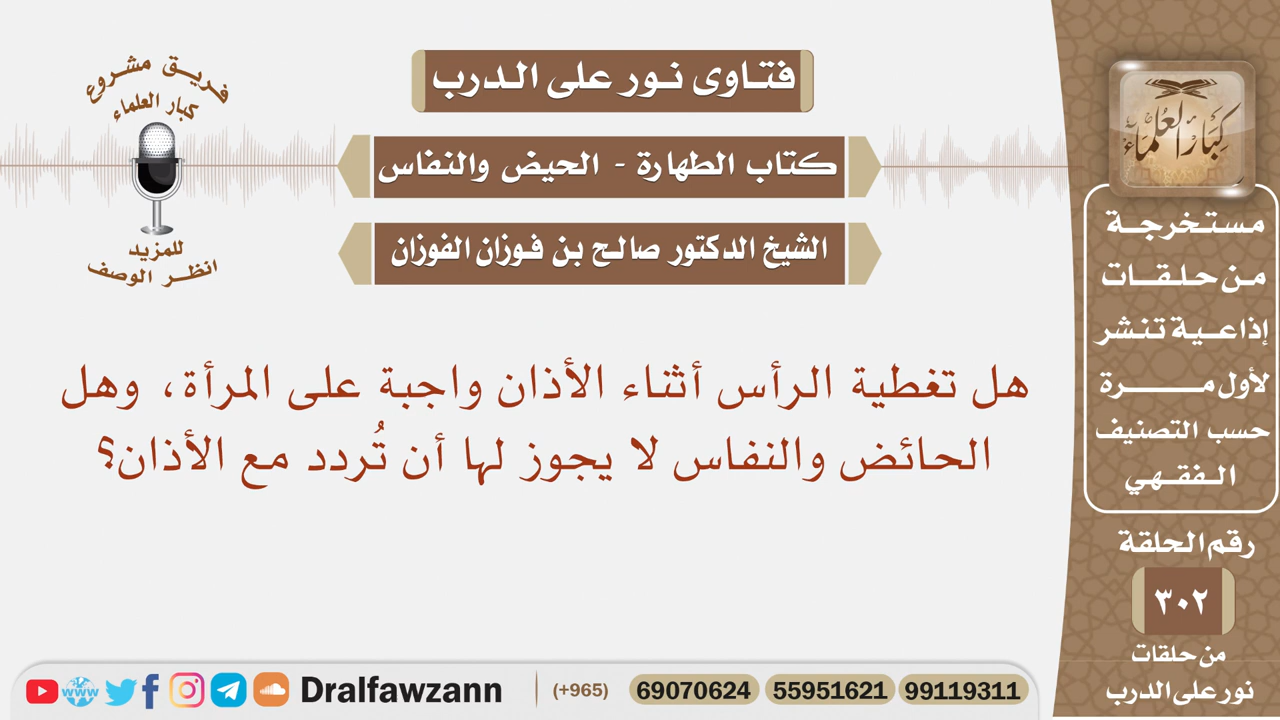 فتاوى نور على الدرب
كتاب الطهارة - الحيض والنفاس
الشيخ الدكتور صالح بن فوزان الفوزان
فريق مشروع
كبار العلماء
للمزيد
انظر الوصف
كبار العلماء
مستخرجة
من حلقات
إذاعية تنشر
لأول مرة
حسب التصنيف
الفقهي
رقم الحلقة
٣٠٢
من حلقات
نور على الدرب
هل تغطية الرأس أثناء الأذان واجبة على المرأة، وهل
الحائض والنفاس لا يجوز لها أن تُردد مع الأذان؟
www Dralfawzann (+965) 69070624 55951621 99119311